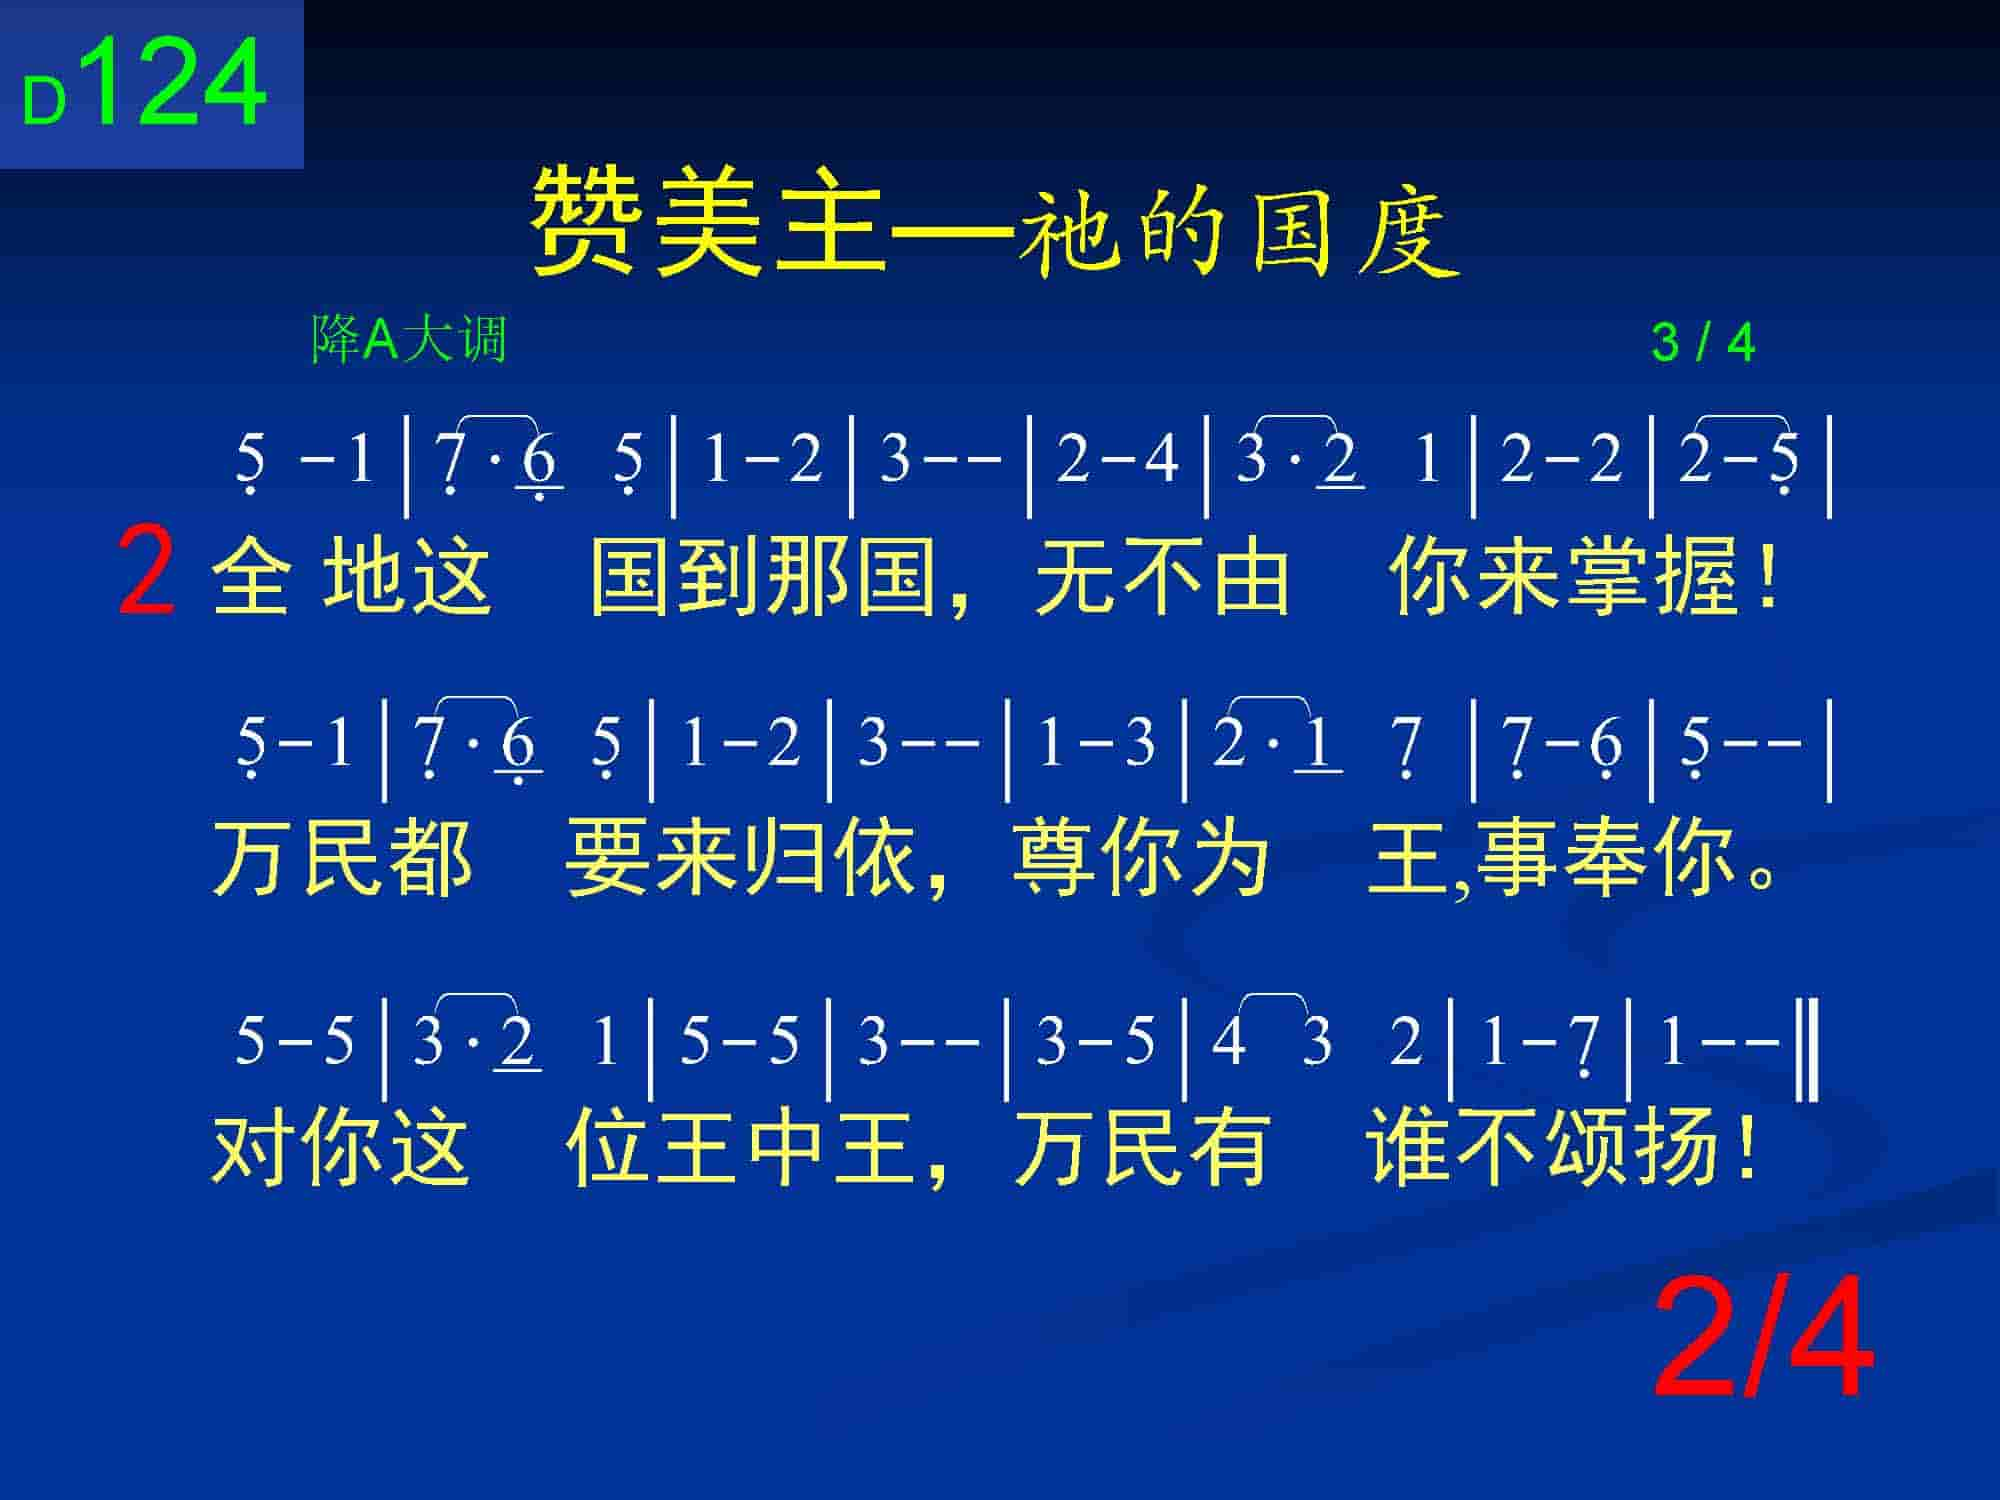 D124
赞美主—祂的国度
降A大调 3 / 4
5̣ -1|7̣·6̣ 5̣|1-2|3--|2-4|3·2 1|2-2|2-5̣|
2 全 地这 国到那国，无不由 你来掌握！
5̣-1|7̣·6̣ 5̣|1-2|3--|1-3|2·1 7̣|7̣-6̣|5̣--|
万民都 要来归依，尊你为 王,事奉你。
5-5|3·2 1|5-5|3--|3-5|4 3 2|1-7̣|1--‖
对你这 位王中王，万民有 谁不颂扬！
2/4